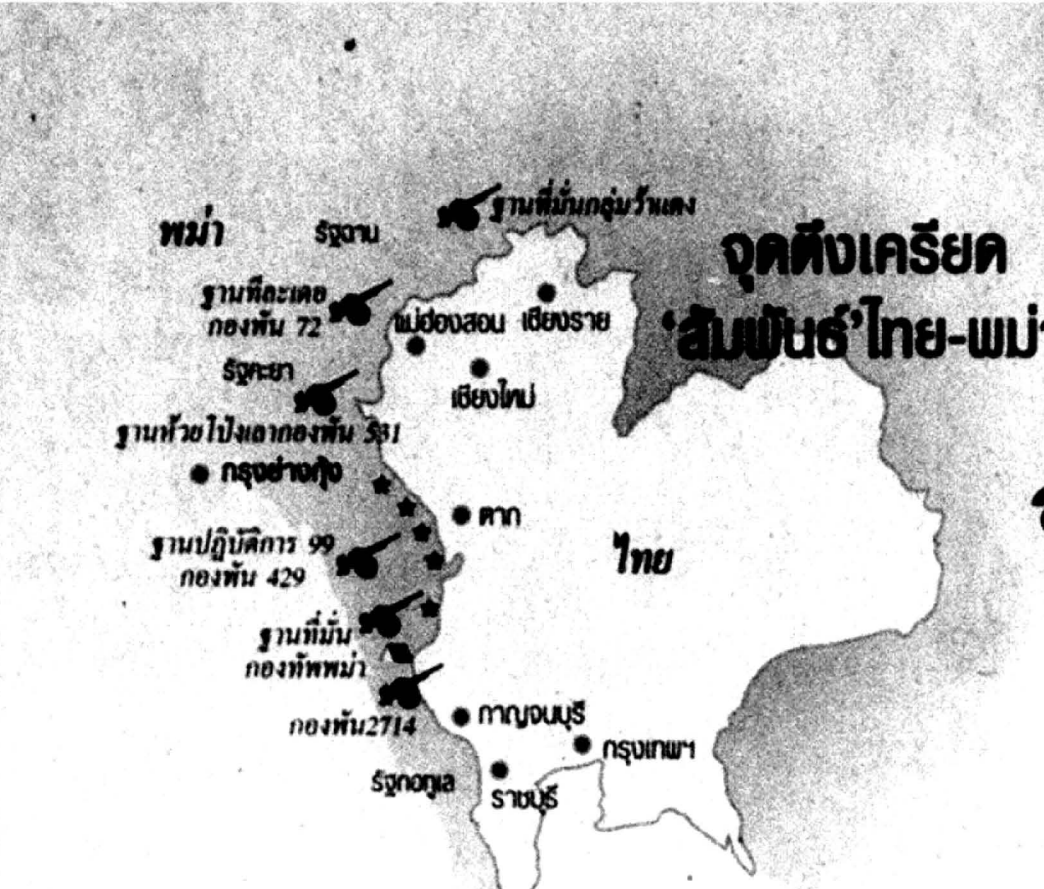 ฐานที่มั่นกลุ่มว้าแดง
พม่า
รัฐฉาน
จุดตึงเครียด
'สัมพันธ์'ไทย-พม่า
ฐานทีละเดอ
กองพัน 72
แม่ฮ่องสอน
เชียงราย
รัฐคะยา
เชียงใหม่
ฐานห้วยโป่งเลากองพัน 531
กรุงย่างกุ้ง
ตาก
ฐานปฏิบัติการ 99
กองพัน 429
ไทย
ฐานที่มั่น
กองทัพพม่า
กองพัน2714
กาญจนบุรี
กรุงเทพฯ
รัฐกอทูเล
ราชบุรี